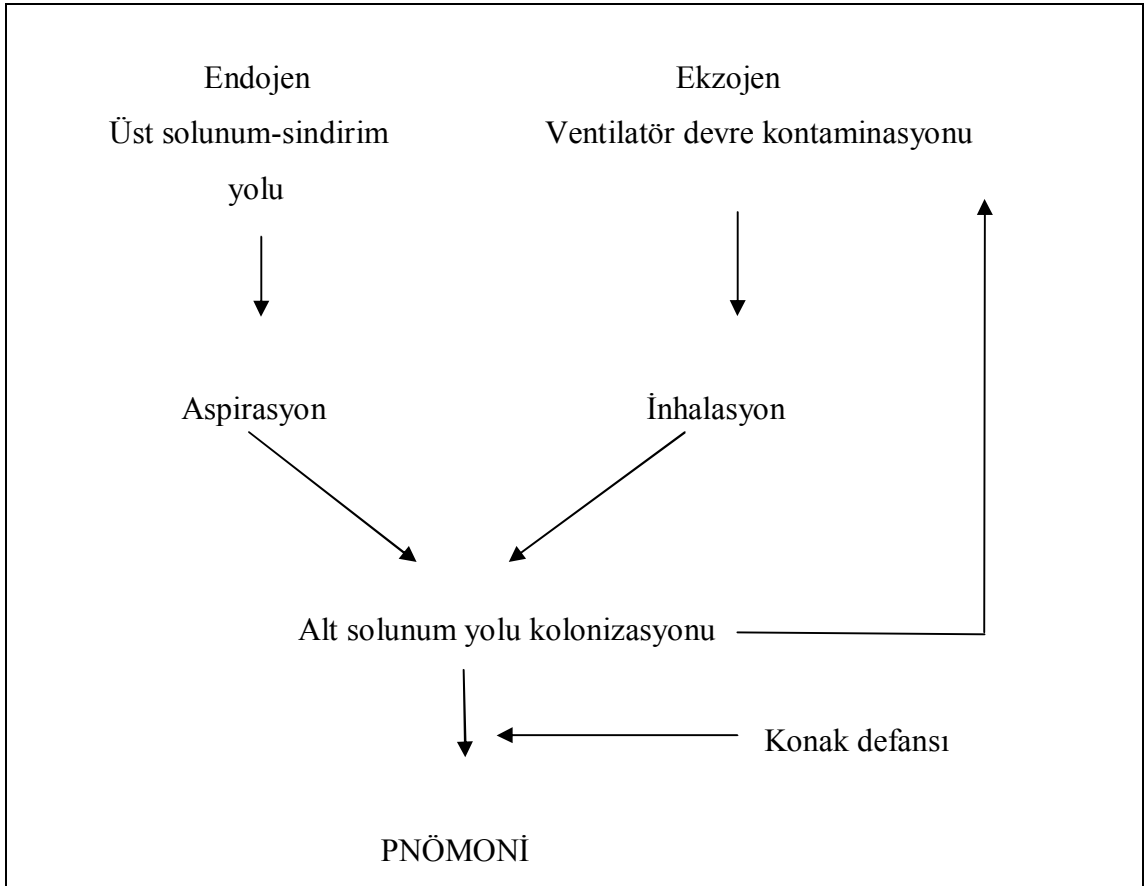 Endojen
Üst solunum-sindirim
yolu
Ekzojen
Ventilatör devre kontaminasyonu
Aspirasyon
İnhalasyon
Alt solunum yolu kolonizasyonu
Konak defansı
PNÖMONİ